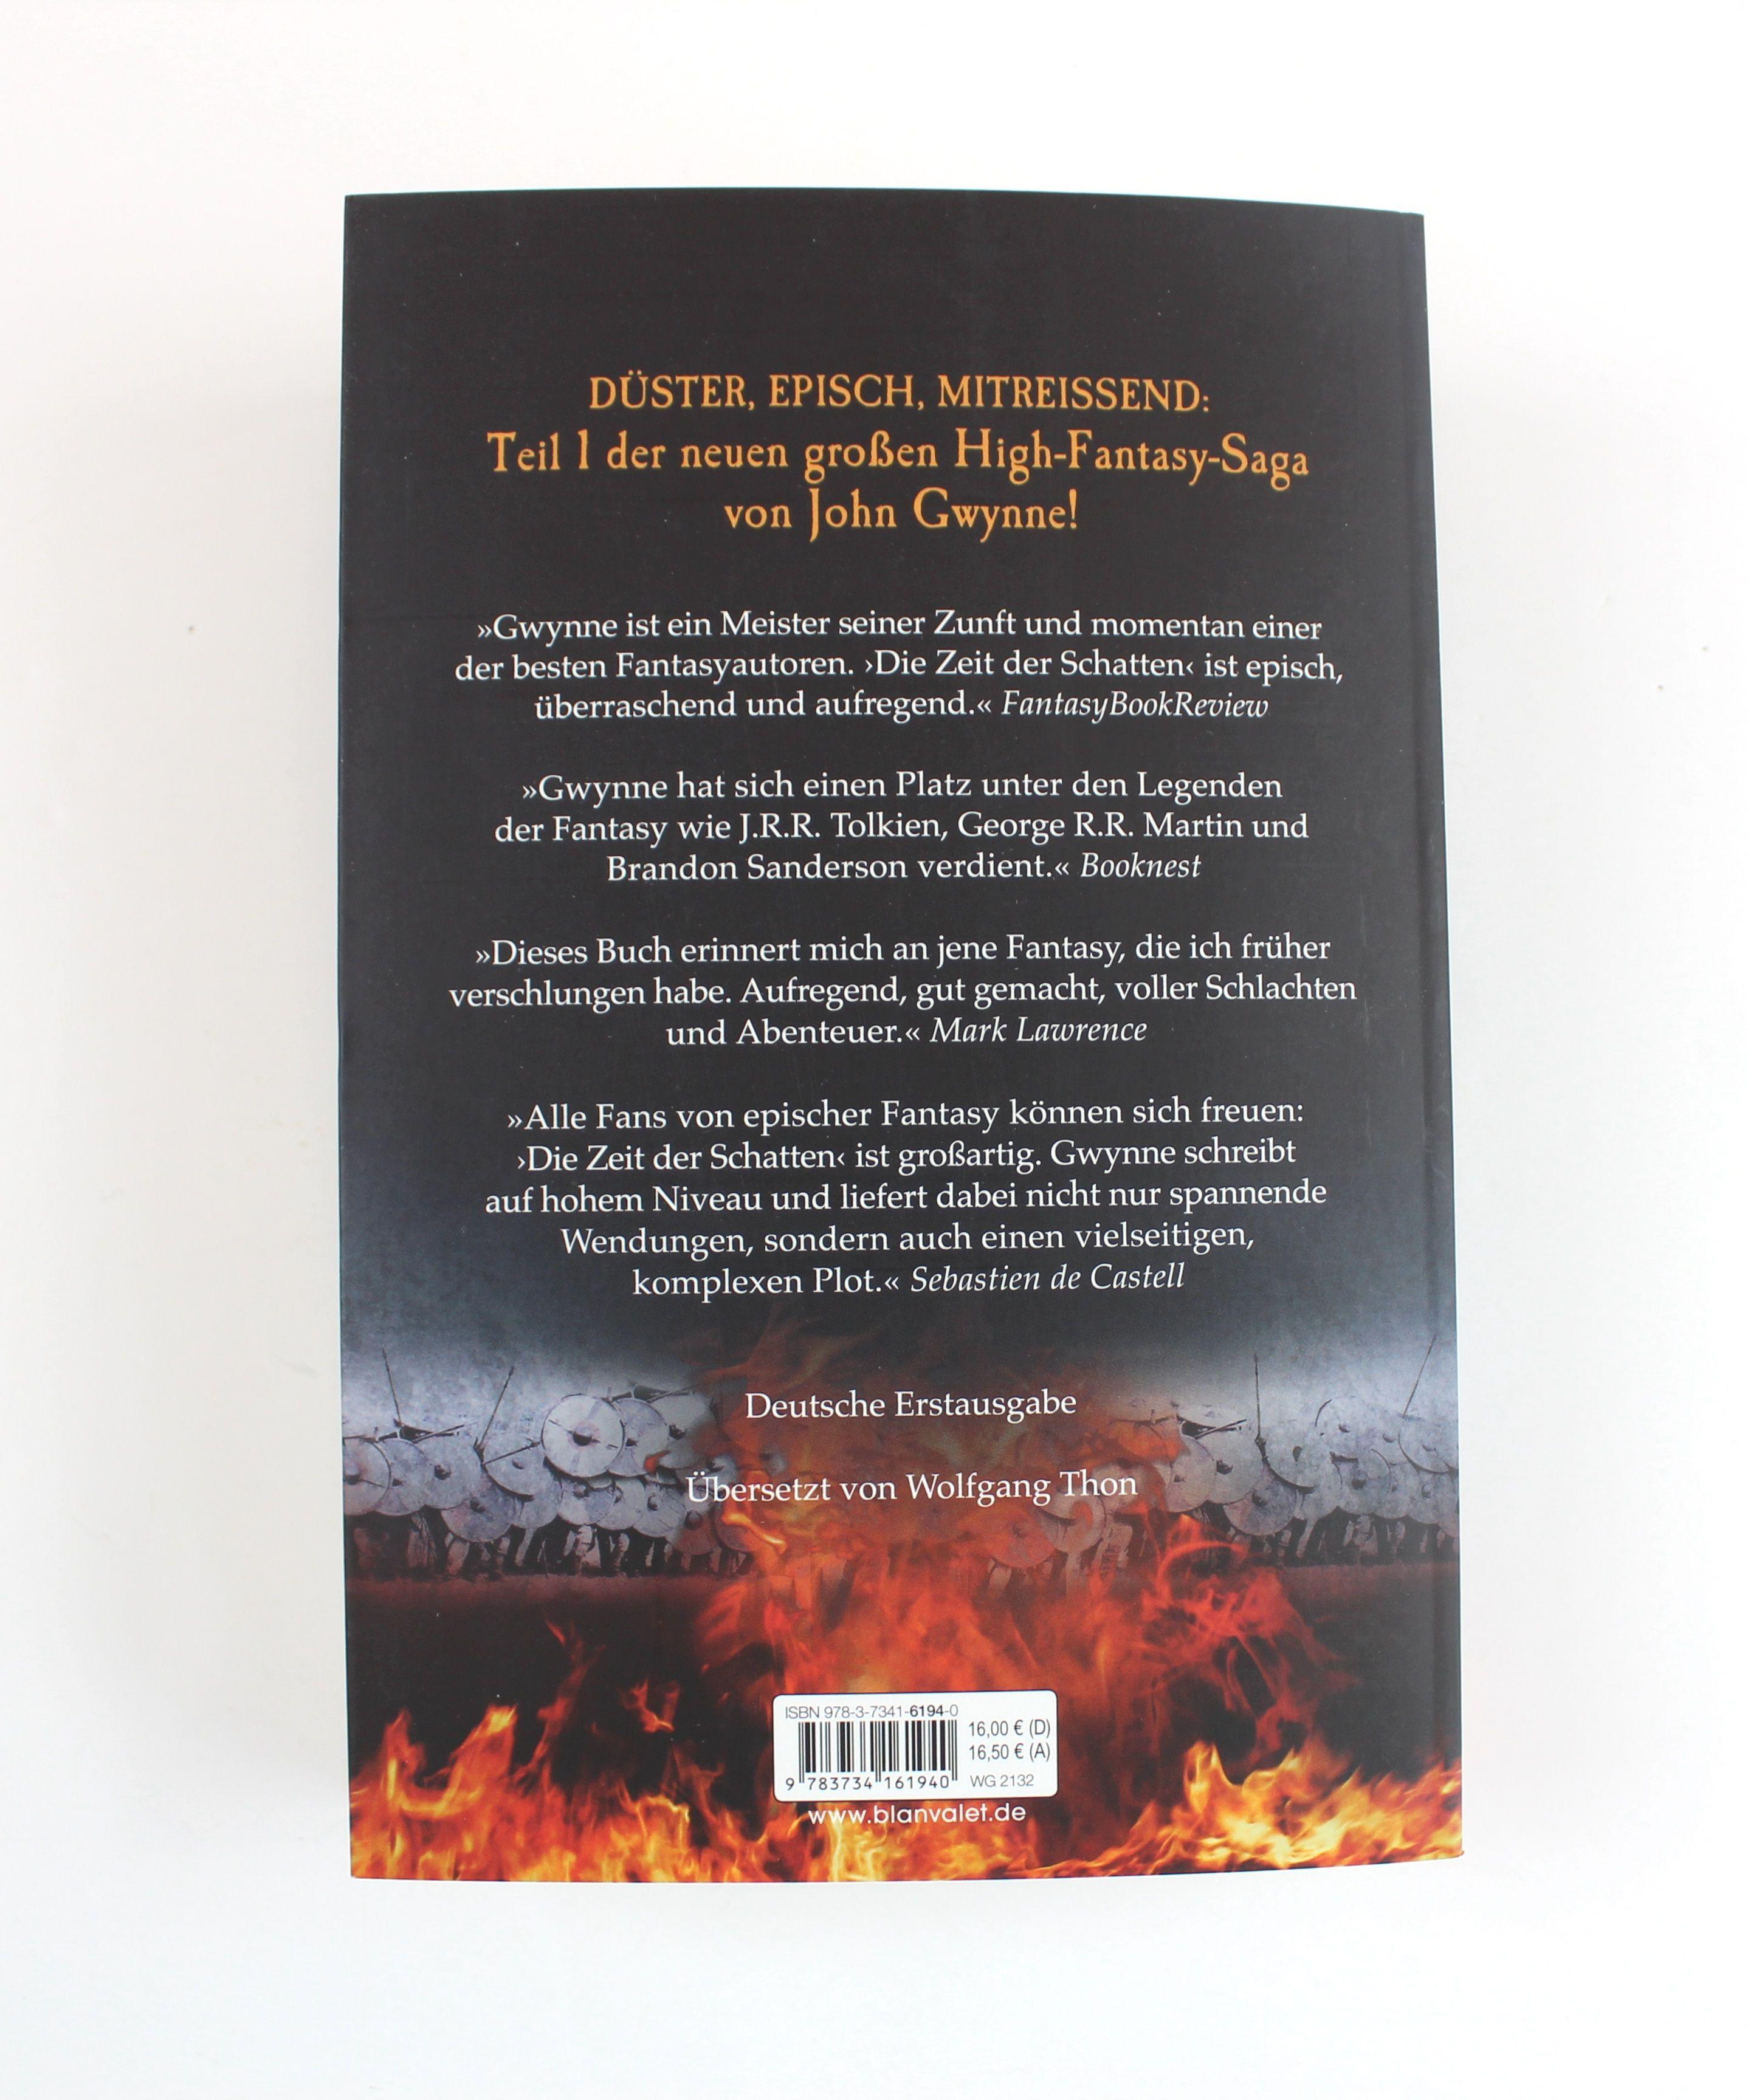 DÜSTER, EPISCH, MITREISSEND:
Teil 1 der neuen großen High-Fantasy-Saga
von John Gwynne!
»Gwynne ist ein Meister seiner Zunft und momentan einer
der besten Fantasyautoren. ›Die Zeit der Schatten‹ ist episch,
überraschend und aufregend.« FantasyBookReview
»Gwynne hat sich einen Platz unter den Legenden
der Fantasy wie J.R.R. Tolkien, George R.R. Martin und
Brandon Sanderson verdient.« Booknest
»Dieses Buch erinnert mich an jene Fantasy, die ich früher
verschlungen habe. Aufregend, gut gemacht, voller Schlachten
und Abenteuer.« Mark Lawrence
»Alle Fans von epischer Fantasy können sich freuen:
›Die Zeit der Schatten‹ ist großartig. Gwynne schreibt
auf hohem Niveau und liefert dabei nicht nur spannende
Wendungen, sondern auch einen vielseitigen,
komplexen Plot.« Sebastien de Castell
Deutsche Erstausgabe
Übersetzt von Wolfgang Thon
ISBN 978-3-7341-6194-0
16,00 € (D)
16,50 € (A)
9 783734 161940 WG 2132
www.blanvalet.de